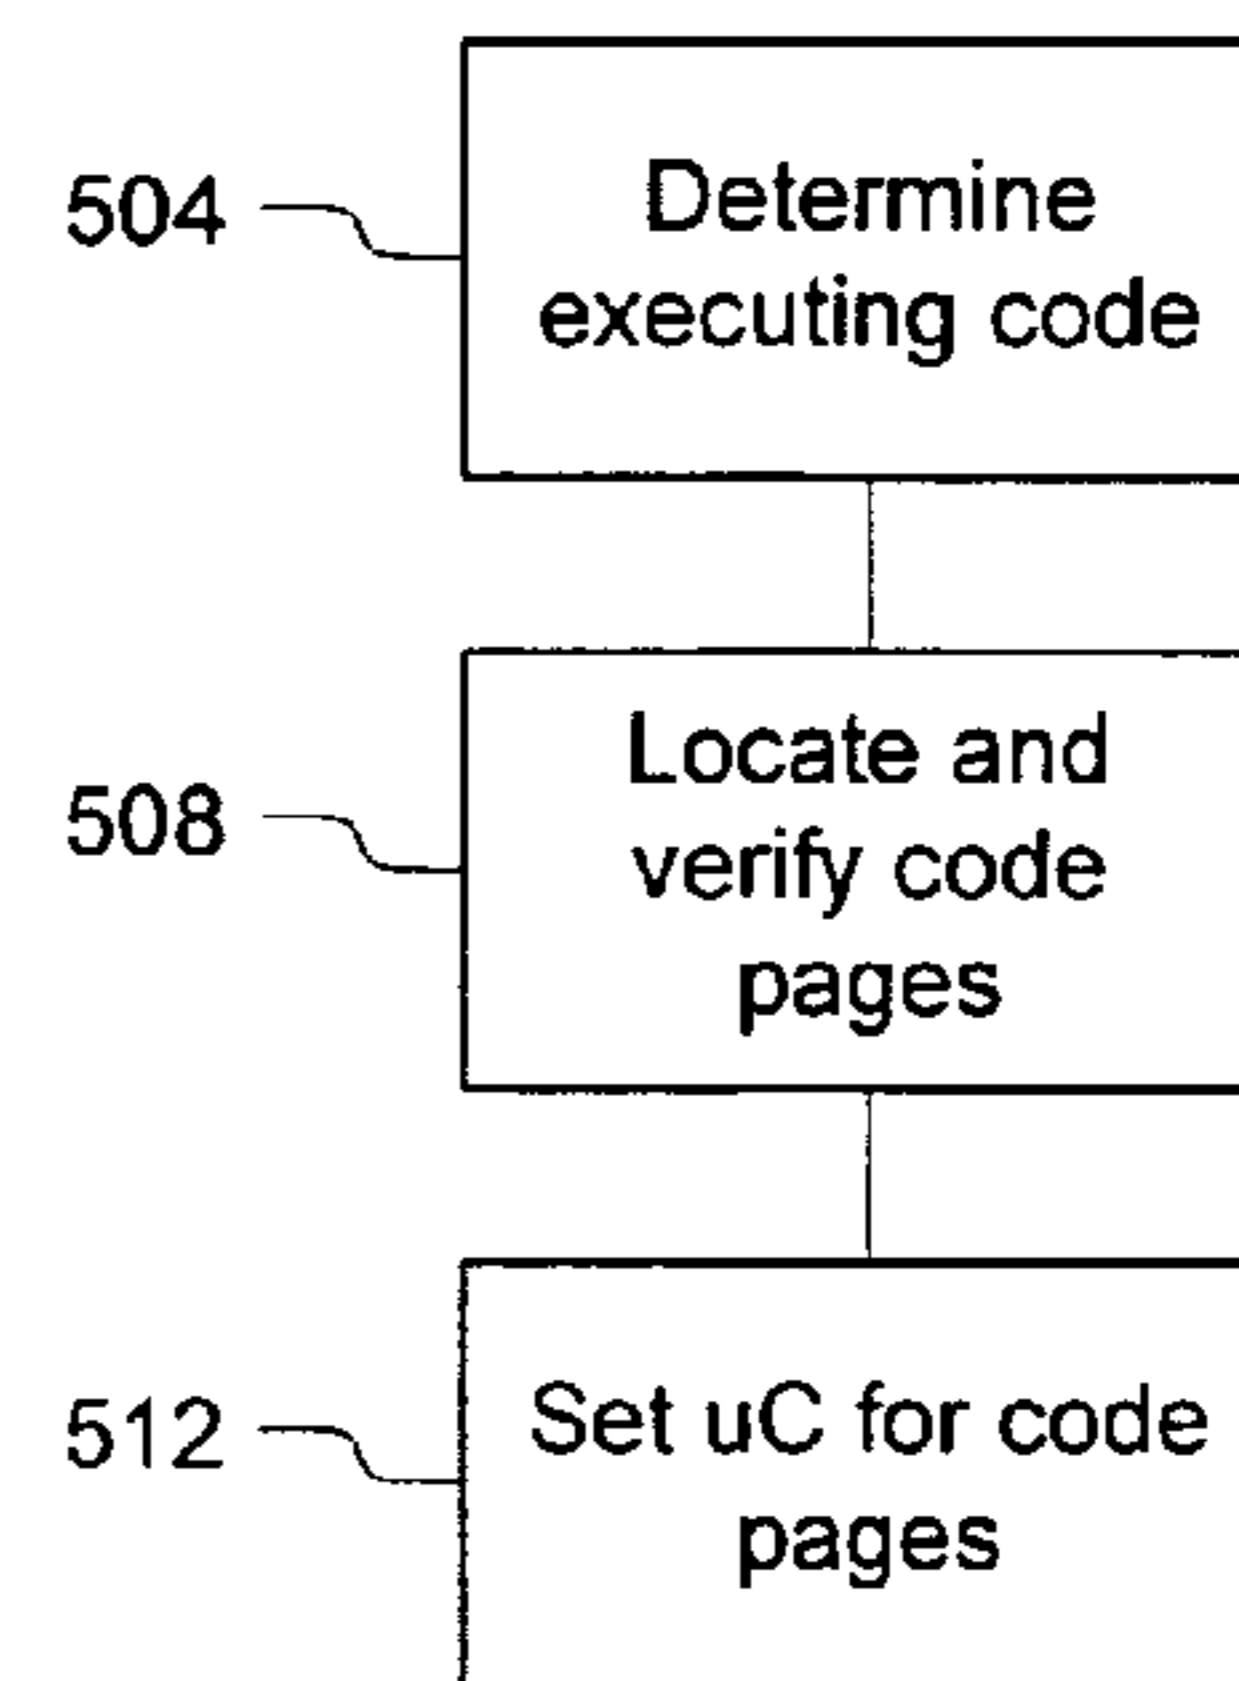 504
Determine
executing code
508
Locate and
verify code
pages
512
Set uC for code
pages